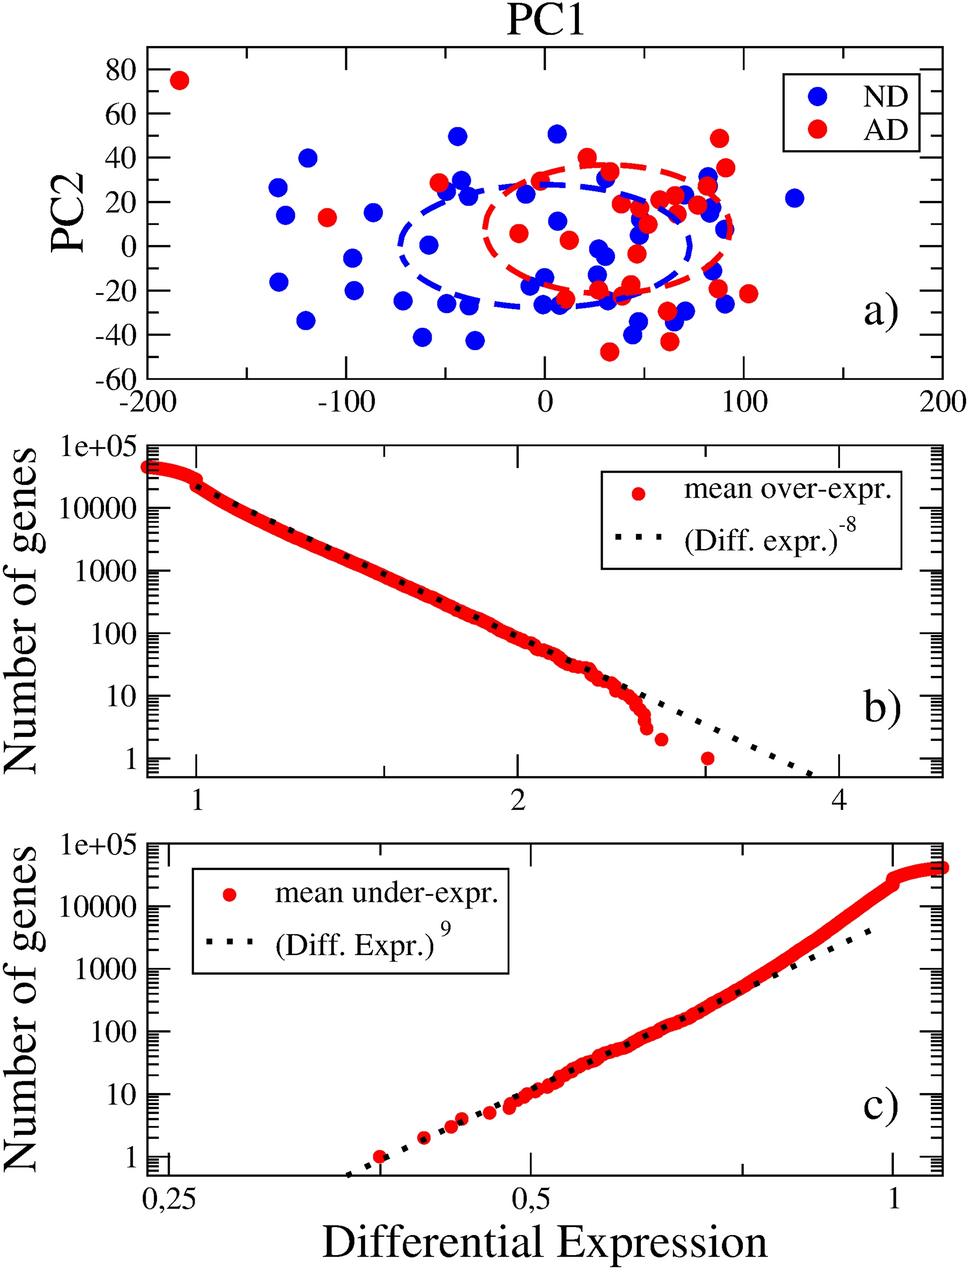 PC1
PC2
80
60
40
20
0
-20
-40
-60
-200
-100
0
100
200
ND
AD
a)
Number of genes
1e+05
10000
1000
100
10
1
1
2
4
mean over-expr.
(Diff. expr.)-8
b)
Number of genes
1e+05
10000
1000
100
10
1
0,25
0,5
1
mean under-expr.
(Diff. Expr.) 9
c)
Differential Expression